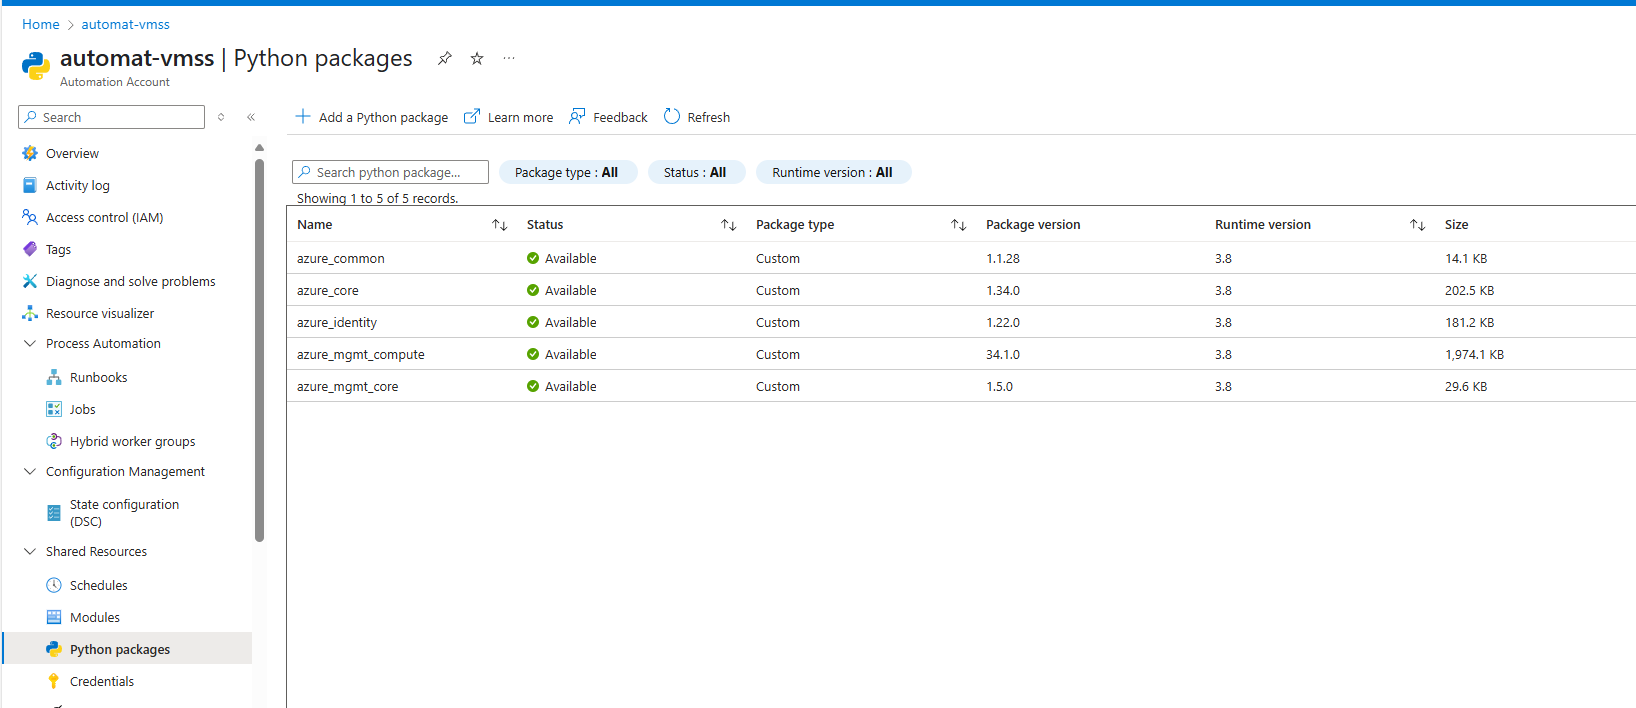 Home > automat-vmss
automat-vmss | Python packages
Automation Account
Search
Add a Python package Learn more Feedback Refresh
Overview
Activity log
Access control (IAM)
Tags
Diagnose and solve problems
Resource visualizer
Process Automation
Runbooks
Jobs
Hybrid worker groups
Configuration Management
State configuration
(DSC)
Shared Resources
Schedules
Modules
Python packages
Credentials
Search python package... Package type : All Status : All Runtime version : All
Showing 1 to 5 of 5 records.
Name Status Package type Package version Runtime version Size
azure_common Available Custom 1.1.28 3.8 14.1 KB
azure_core Available Custom 1.34.0 3.8 202.5 KB
azure_identity Available Custom 1.22.0 3.8 181.2 KB
azure_mgmt_compute Available Custom 34.1.0 3.8 1,974.1 KB
azure_mgmt_core Available Custom 1.5.0 3.8 29.6 KB